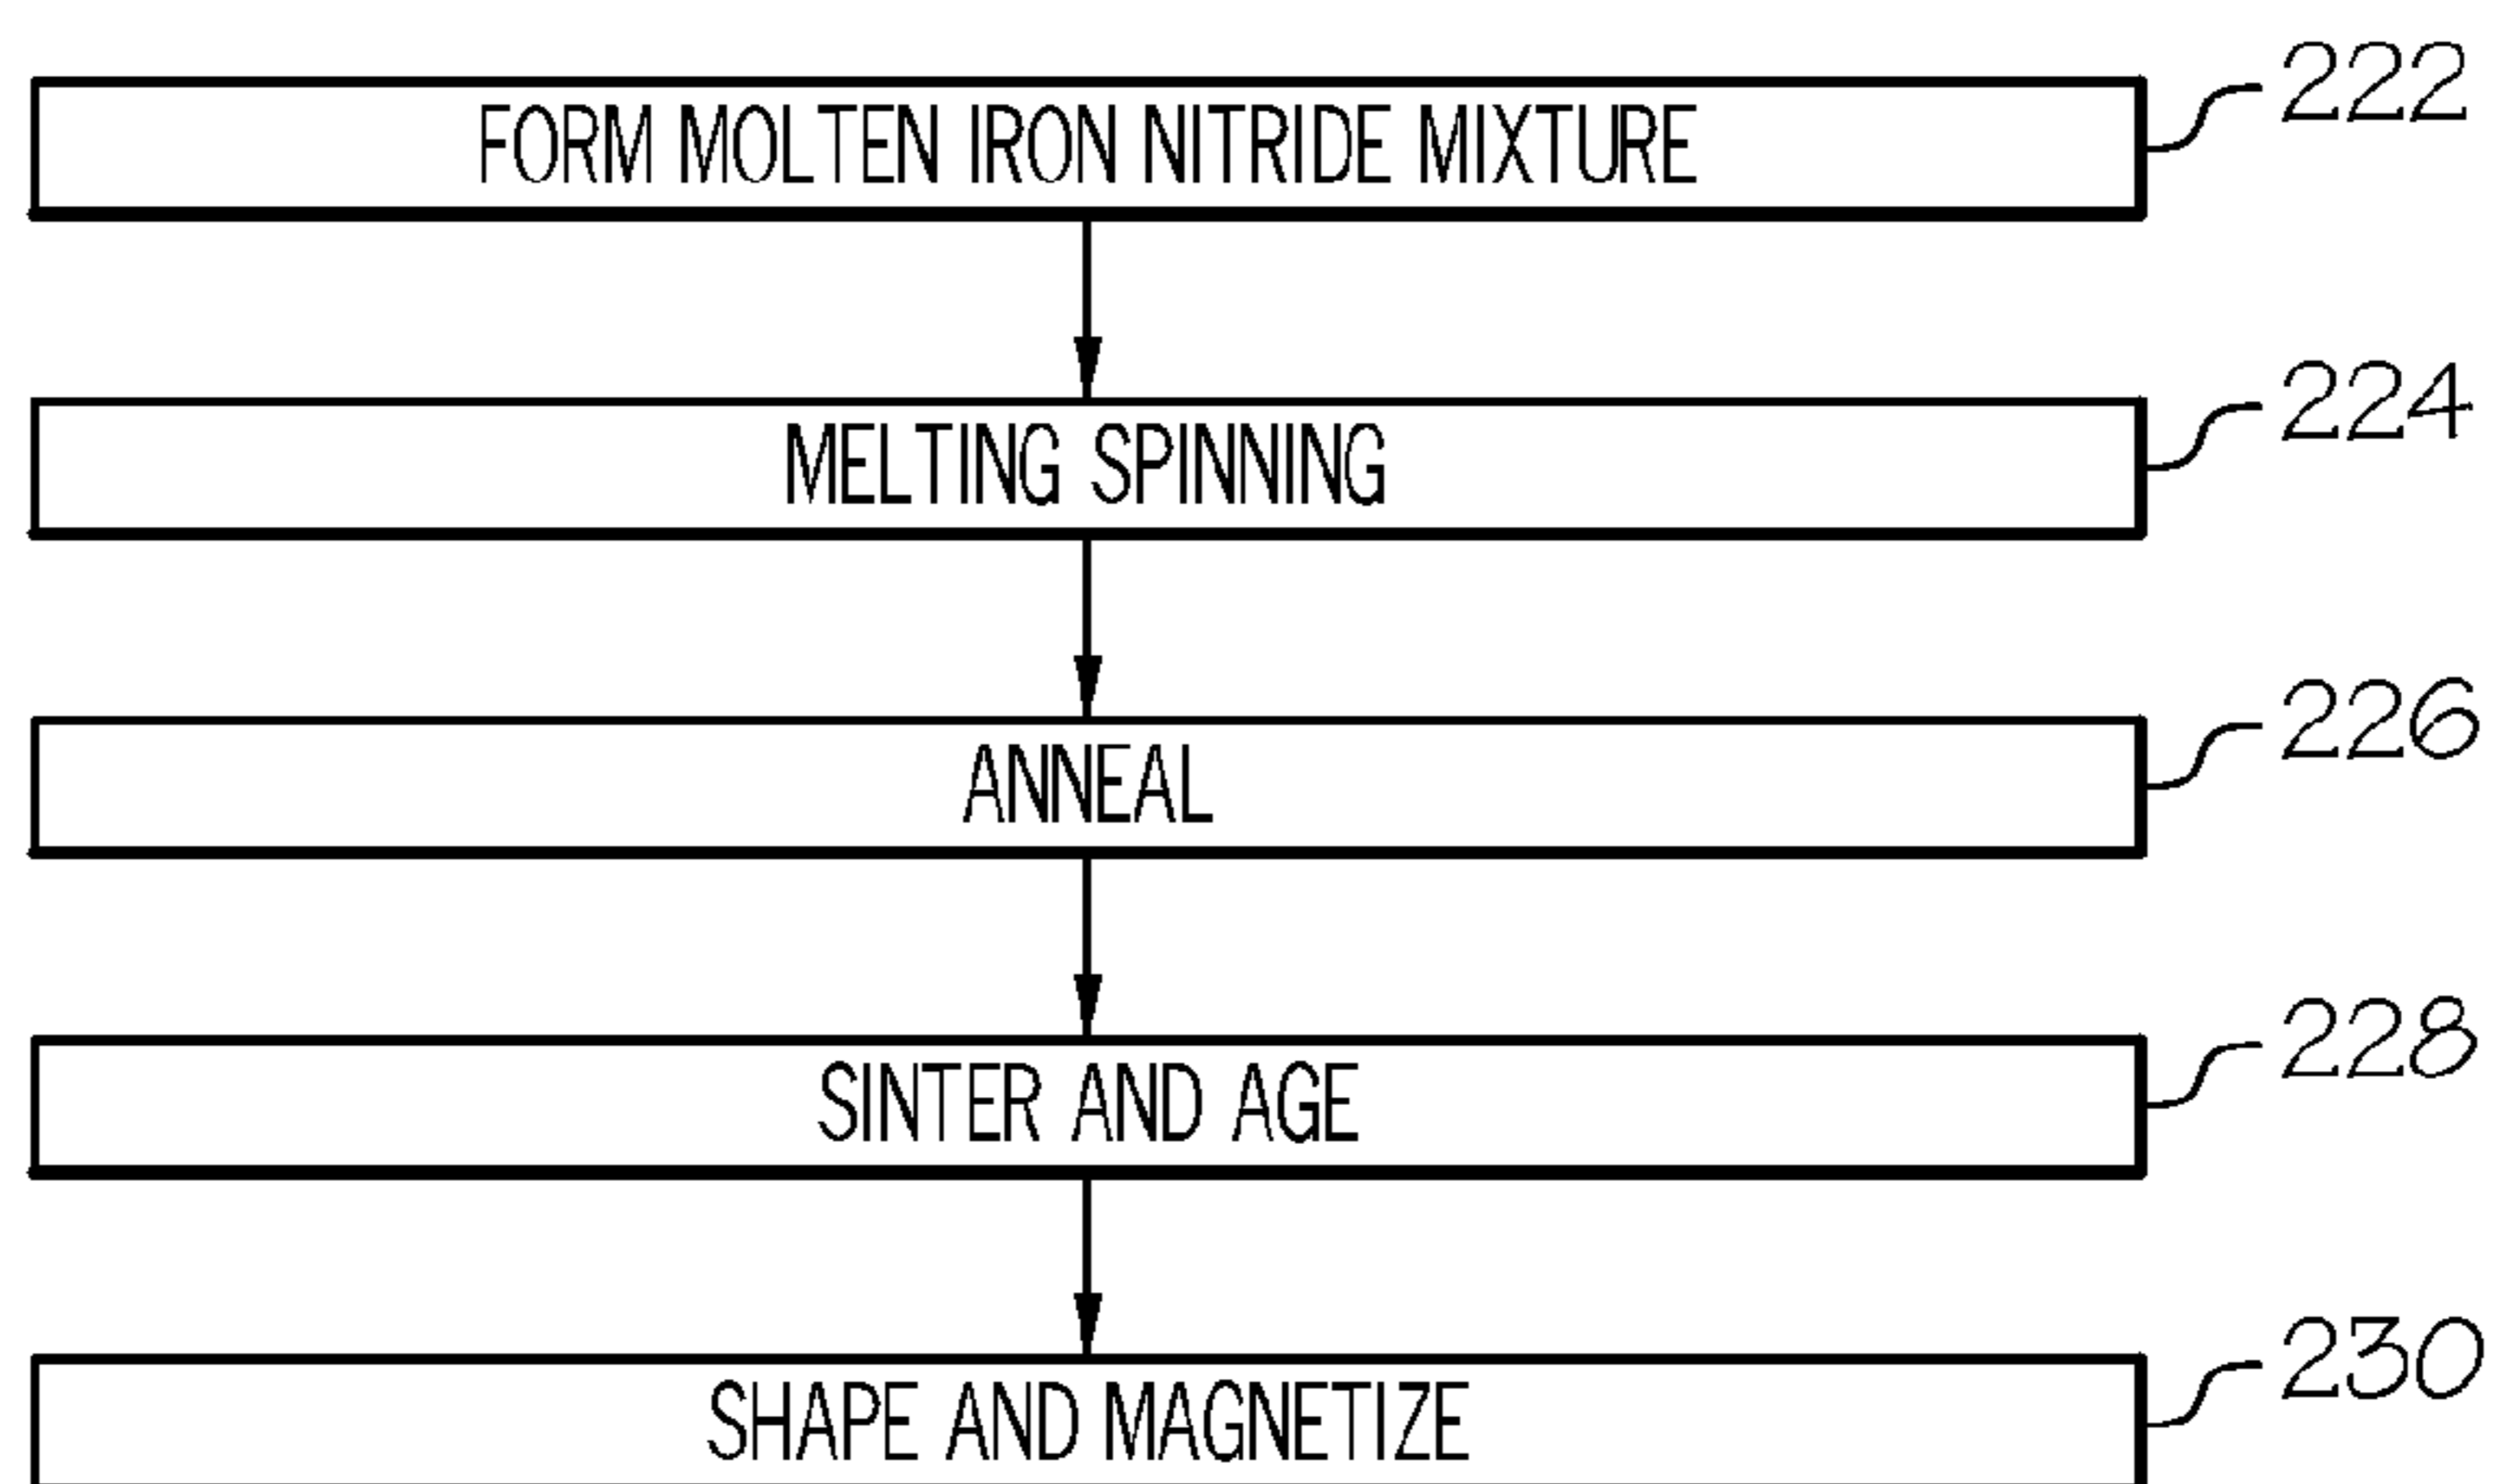 FORM MOLTEN IRON NITRIDE MIXTURE
222
MELTING SPINNING
224
ANNEAL
226
SINTER AND AGE
228
SHAPE AND MAGNETIZE
230